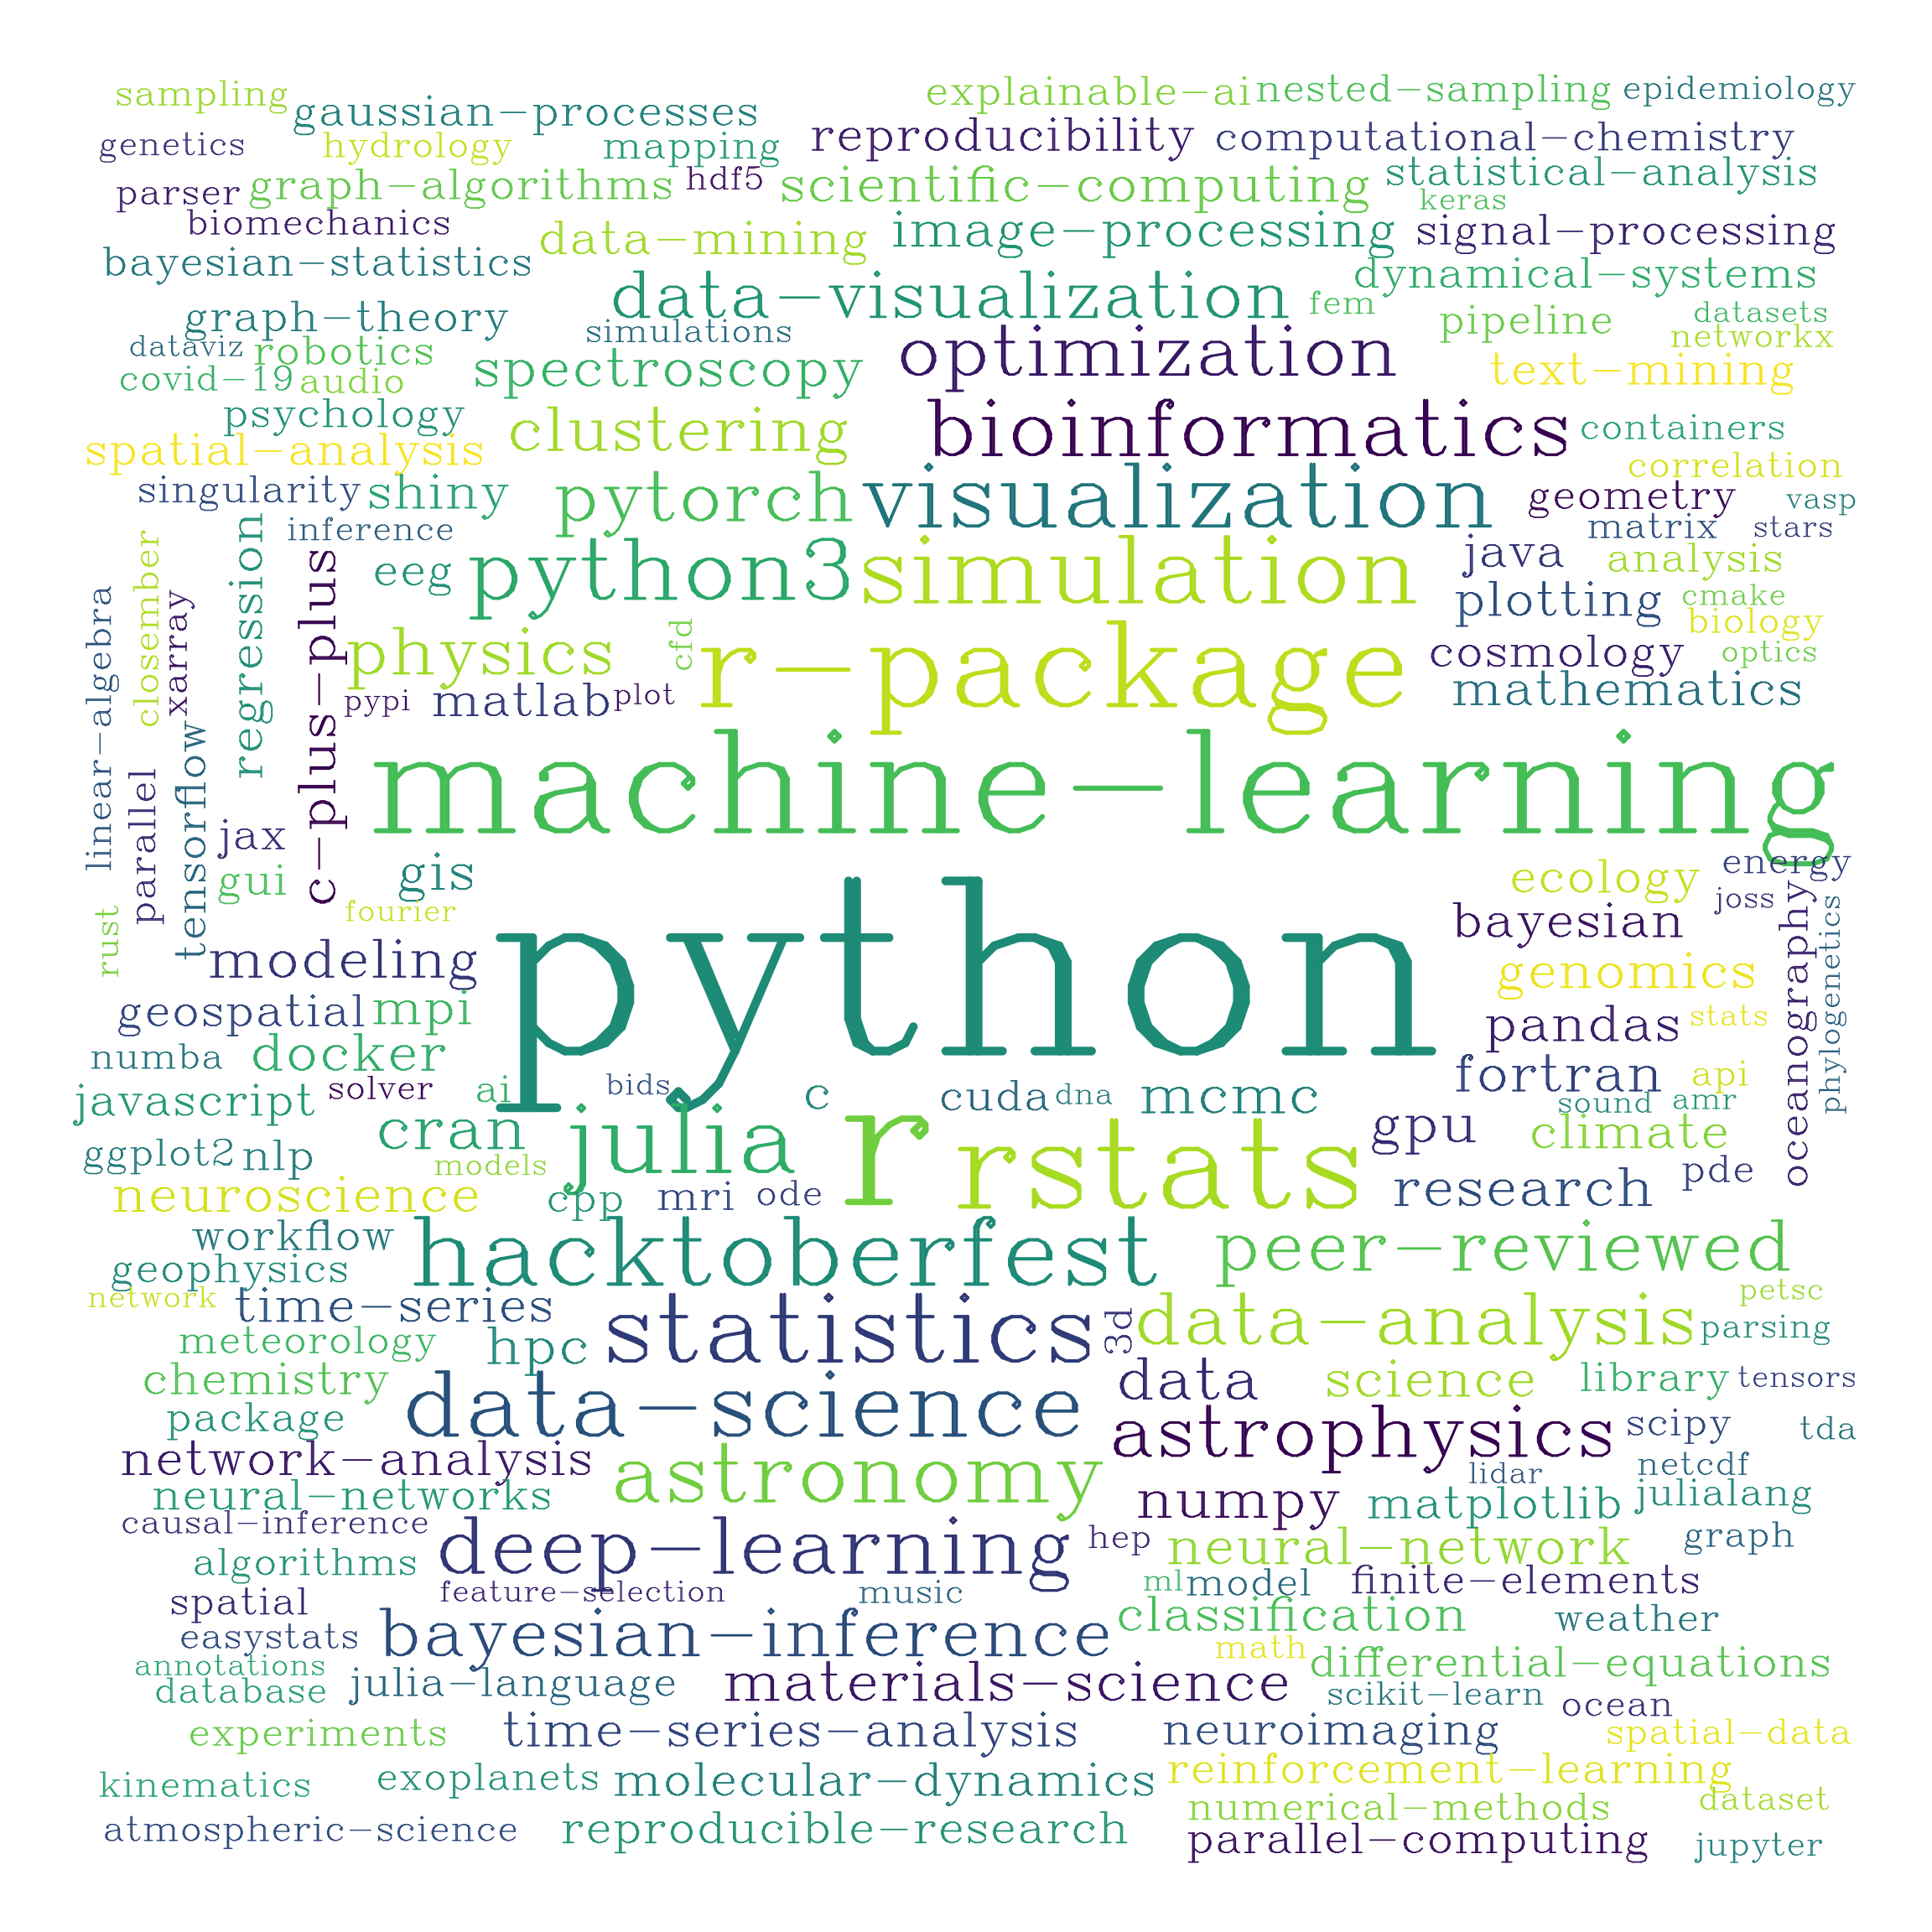 sampling
gaussian-processes
explainable-ai
nested-sampling
epidemiology
genetics
hydrology
mapping
reproducibility
computational-chemistry
parser
graph-algorithms
hdf5
scientific-computing
statistical-analysis
keras
biomechanics
data-mining
image-processing
signal-processing
bayesian-statistics
data-visualization
dynamical-systems
fem
graph-theory
simulations
optimization
pipeline
datasets
networkx
dataviz
robotics
spectroscopy
text-mining
covid-19
audio
psychology
clustering
bioinformatics
containers
spatial-analysis
correlation
singularity
shiny
pytorch
visualization
geometry
vasp
inference
matrix
stars
closember
regression
c-plus-plus
eeg
python3
simulation
java
analysis
linear-algebra
xarray
plotting
cmake
biology
physics
cfd
r-package
cosmology
optics
pypi
matlab
plot
mathematics
tensorflow
parallel
machine-learning
jax
gui
gis
energy
ecology
joss
rust
fourier
bayesian
oceanography
phylogenetics
modeling
python
genomics
geospatial
mpi
pandas
stats
numba
docker
fortran
api
javascript
solver
ai
bids
c
cuda
dna
mcmc
sound
amr
cran
julia
r
rstats
gpu
climate
ggplot2
nlp
models
pde
neuroscience
cpp
mri
ode
research
workflow
hacktoberfest
peer-reviewed
geophysics
network
time-series
statistics
3d
data-analysis
petsc
parsing
meteorology
hpc
chemistry
data-science
data
science
library
tensors
package
astrophysics
scipy
tda
network-analysis
astronomy
lidar
netcdf
neural-networks
numpy
matplotlib
julialang
causal-inference
deep-learning
hep
neural-network
graph
algorithms
feature-selection
music
ml
model
finite-elements
spatial
classification
weather
easystats
bayesian-inference
math
differential-equations
annotations
database
julia-language
materials-science
scikit-learn
ocean
experiments
time-series-analysis
neuroimaging
spatial-data
kinematics
exoplanets
molecular-dynamics
reinforcement-learning
numerical-methods
dataset
atmospheric-science
reproducible-research
parallel-computing
jupyter